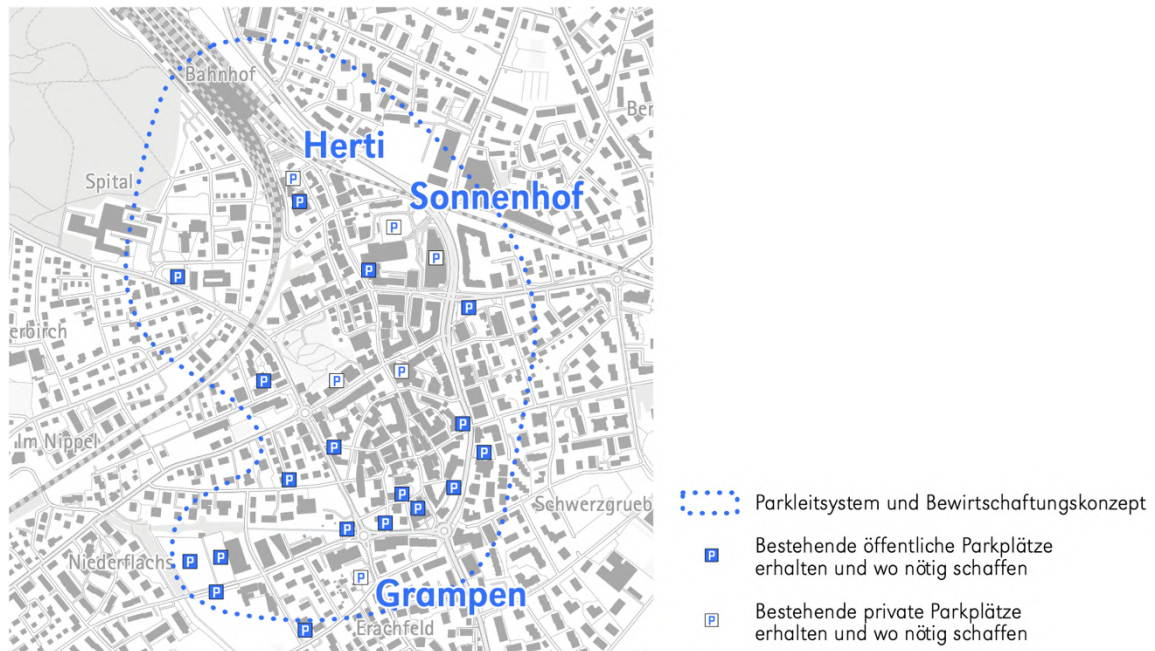 Bahnhof
Ber
Herti
P
Spital
Sonnenhof
P
P
P
P
P
P
erbirch
P
P
P
P
Im Nippel
P
P
P
P
P
P
P
Schwerzgrueb
P
P
P
P
Niederflachs
P
P
Grampen
P
Erachfeld
Parkleitsystem und Bewirtschaftungskonzept
P
Bestehende öffentliche Parkplätze
erhalten und wo nötig schaffen
P
Bestehende private Parkplätze
erhalten und wo nötig schaffen